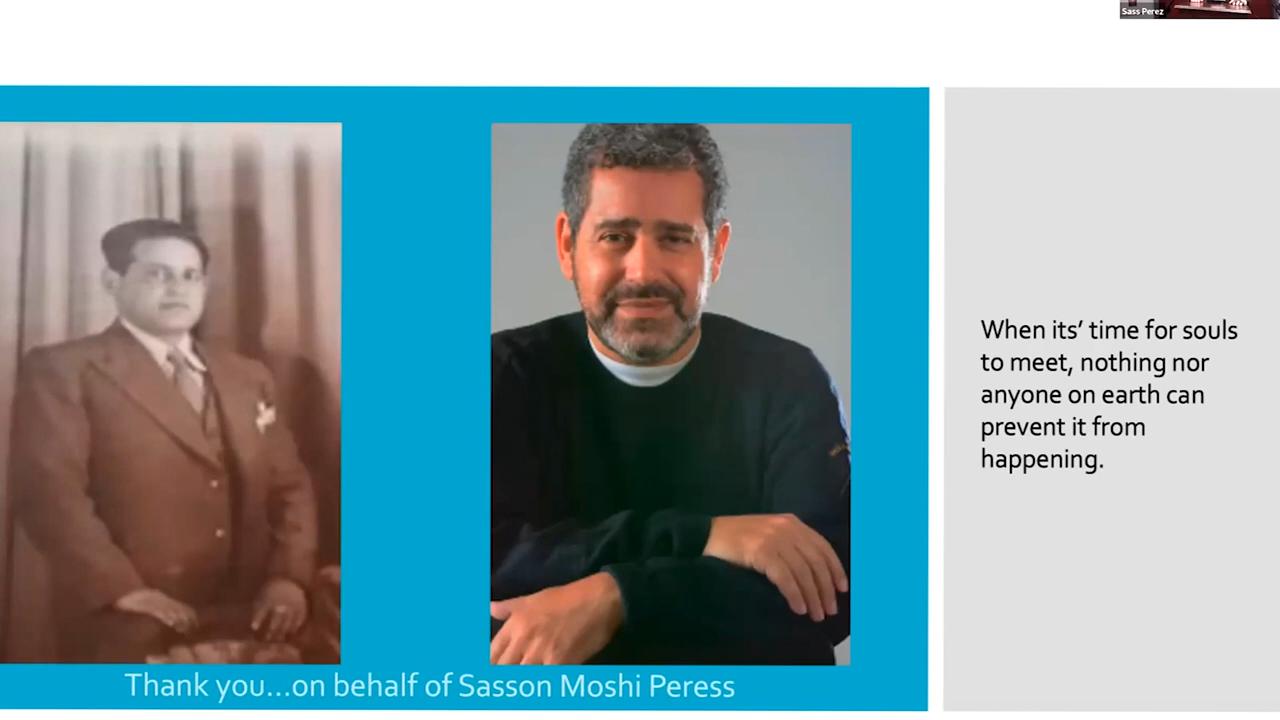 Sass Perez
When its’ time for souls
to meet, nothing nor
anyone on earth can
prevent it from
happening.
Thank you...on behalf of Sasson Moshi Peress